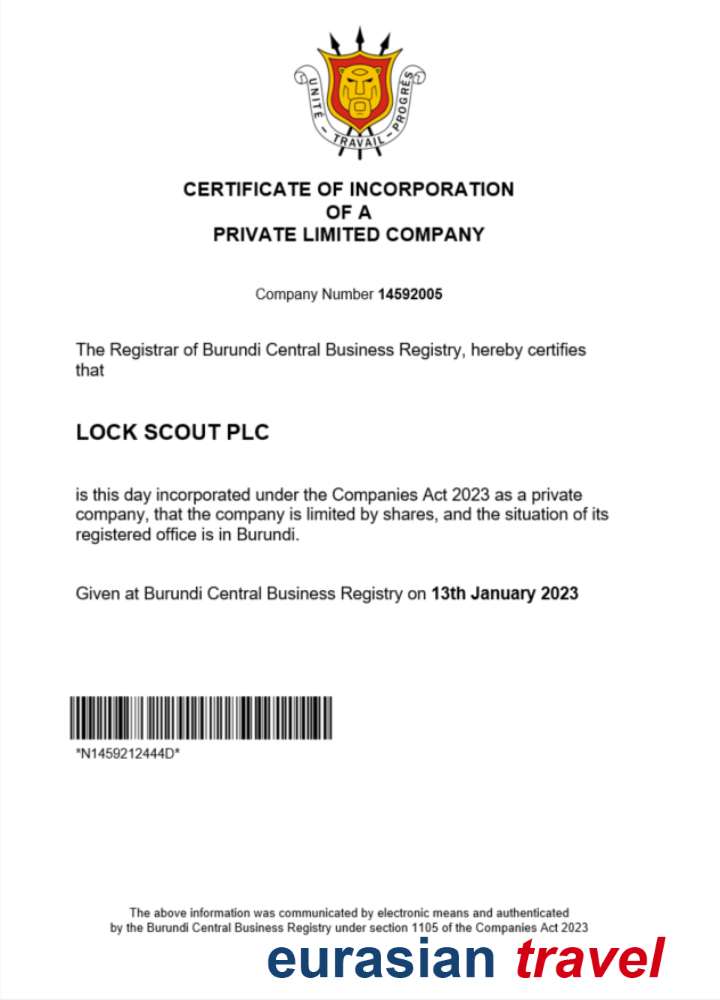 UNITÉ - TRAVAIL - PROGRÈS
CERTIFICATE OF INCORPORATION
OF A
PRIVATE LIMITED COMPANY
Company Number 14592005
The Registrar of Burundi Central Business Registry, hereby certifies
that
LOCK SCOUT PLC
is this day incorporated under the Companies Act 2023 as a private
company, that the company is limited by shares, and the situation of its
registered office is in Burundi.
Given at Burundi Central Business Registry on 13th January 2023
*N1459212444D*
The above information was communicated by electronic means and authenticated
by the Burundi Central Business Registry under section 1105 of the Companies Act 2023
eurasian travel